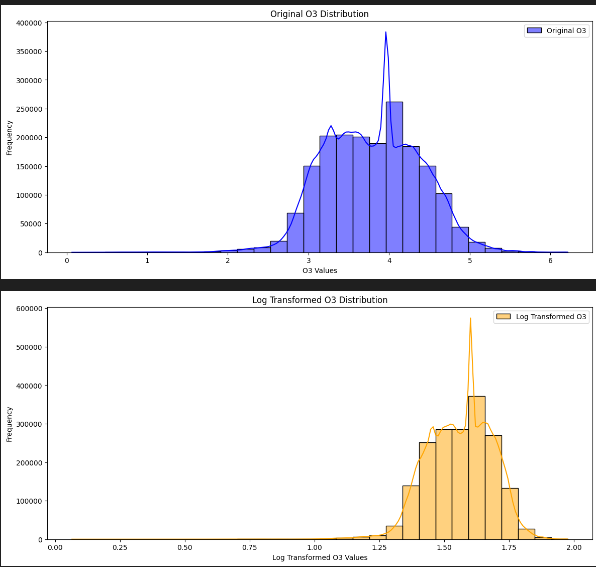 Original O3 Distribution
400000
350000
300000
250000
200000
150000
100000
50000
0
Frequency
Original O3
0 1 2 3 4 5 6
O3 Values
Log Transformed O3 Distribution
600000
500000
400000
300000
200000
100000
0
Frequency
Log Transformed O3
0.00 0.25 0.50 0.75 1.00 1.25 1.50 1.75 2.00
Log Transformed O3 Values